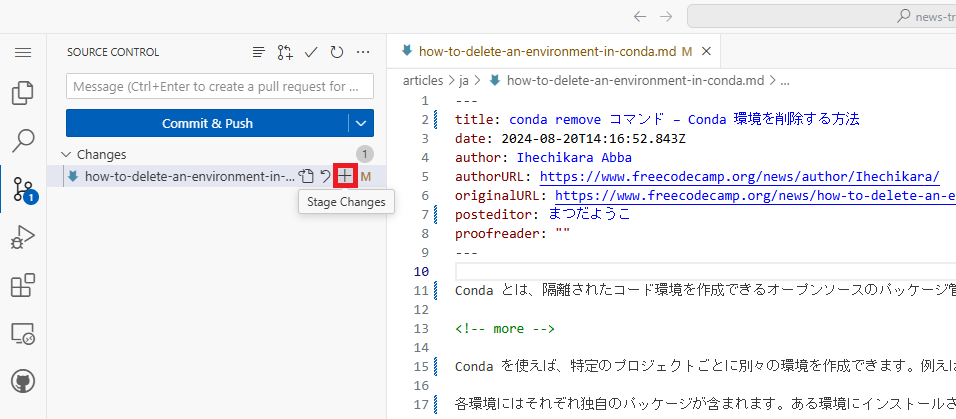 news-tr
SOURCE CONTROL
Message (Ctrl+Enter to create a pull request for ...
Commit & Push
Changes
1
how-to-delete-an-environment-in-...
M
Stage Changes
1
how-to-delete-an-environment-in-conda.md M
articles > ja > how-to-delete-an-environment-in-conda.md > ...
1 ---
2 title: conda remove コマンド – Conda 環境を削除する方法
3 date: 2024-08-20T14:16:52.843Z
4 author: Ihechikara Abba
5 authorURL: https://www.freecodecamp.org/news/author/Ihechikara/
6 originalURL: https://www.freecodecamp.org/news/how-to-delete-an-e
7 posteditor: まつだようこ
8 proofreader: ""
9 ---
10
11 Conda とは、隔離されたコード環境を作成できるオープンソースのパッケージ管
12
13 <!-- more -->
14
15 Conda を使えば、特定のプロジェクトごとに別々の環境を作成できます。例えば
16
17 各環境にはそれぞれ独自のパッケージが含まれます。ある環境にインストールさ